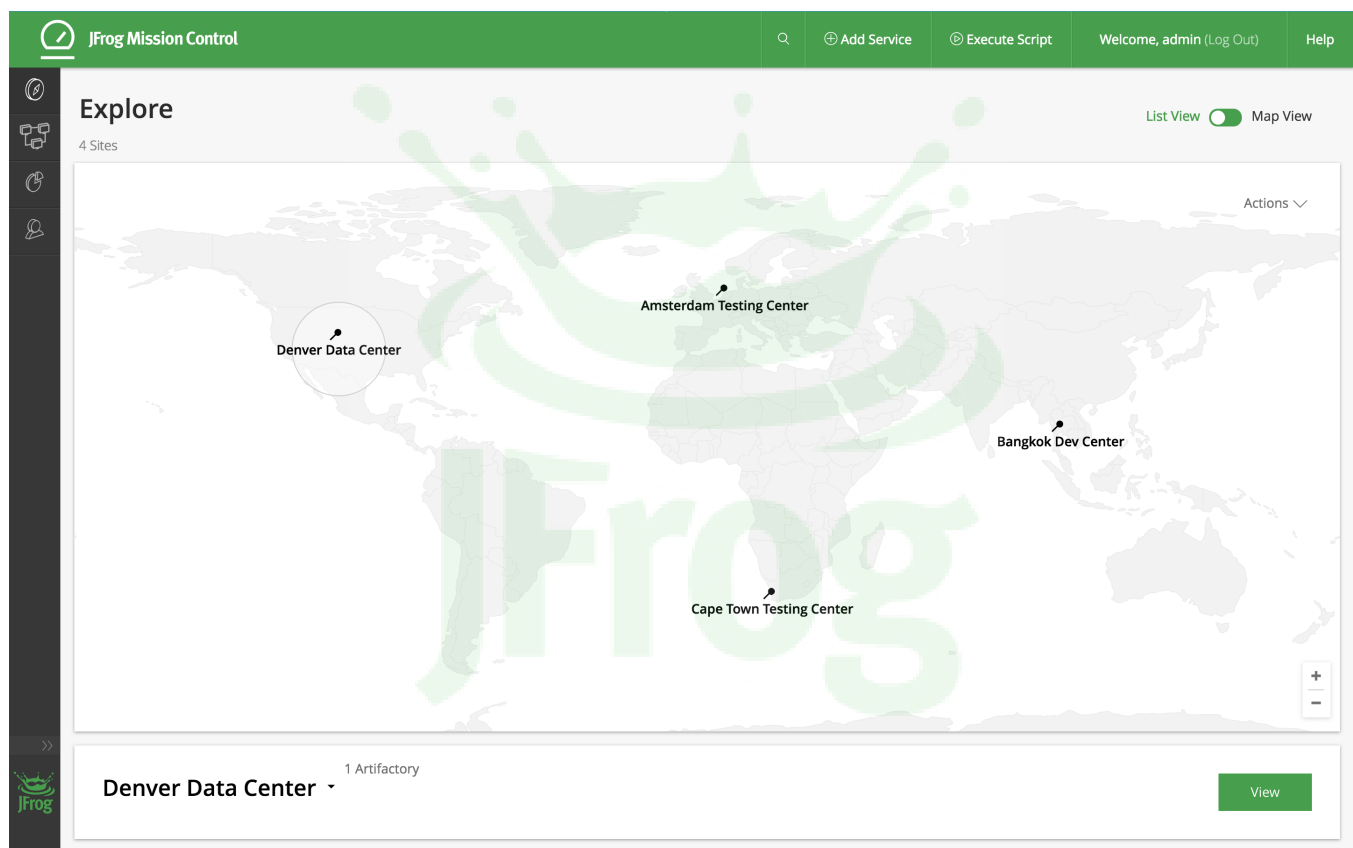 JFrog Mission Control
Add Service
Execute Script
Welcome, admin (Log Out)
Help
Explore
List View
Map View
4 Sites
Actions
Amsterdam Testing Center
Denver Data Center
Bangkok Dev Center
Cape Town Testing Center
JFrog
+
−
1 Artifactory
Denver Data Center
View
JFrog